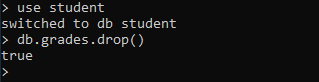 > use student
switched to db student
> db.grades.drop()
true
>